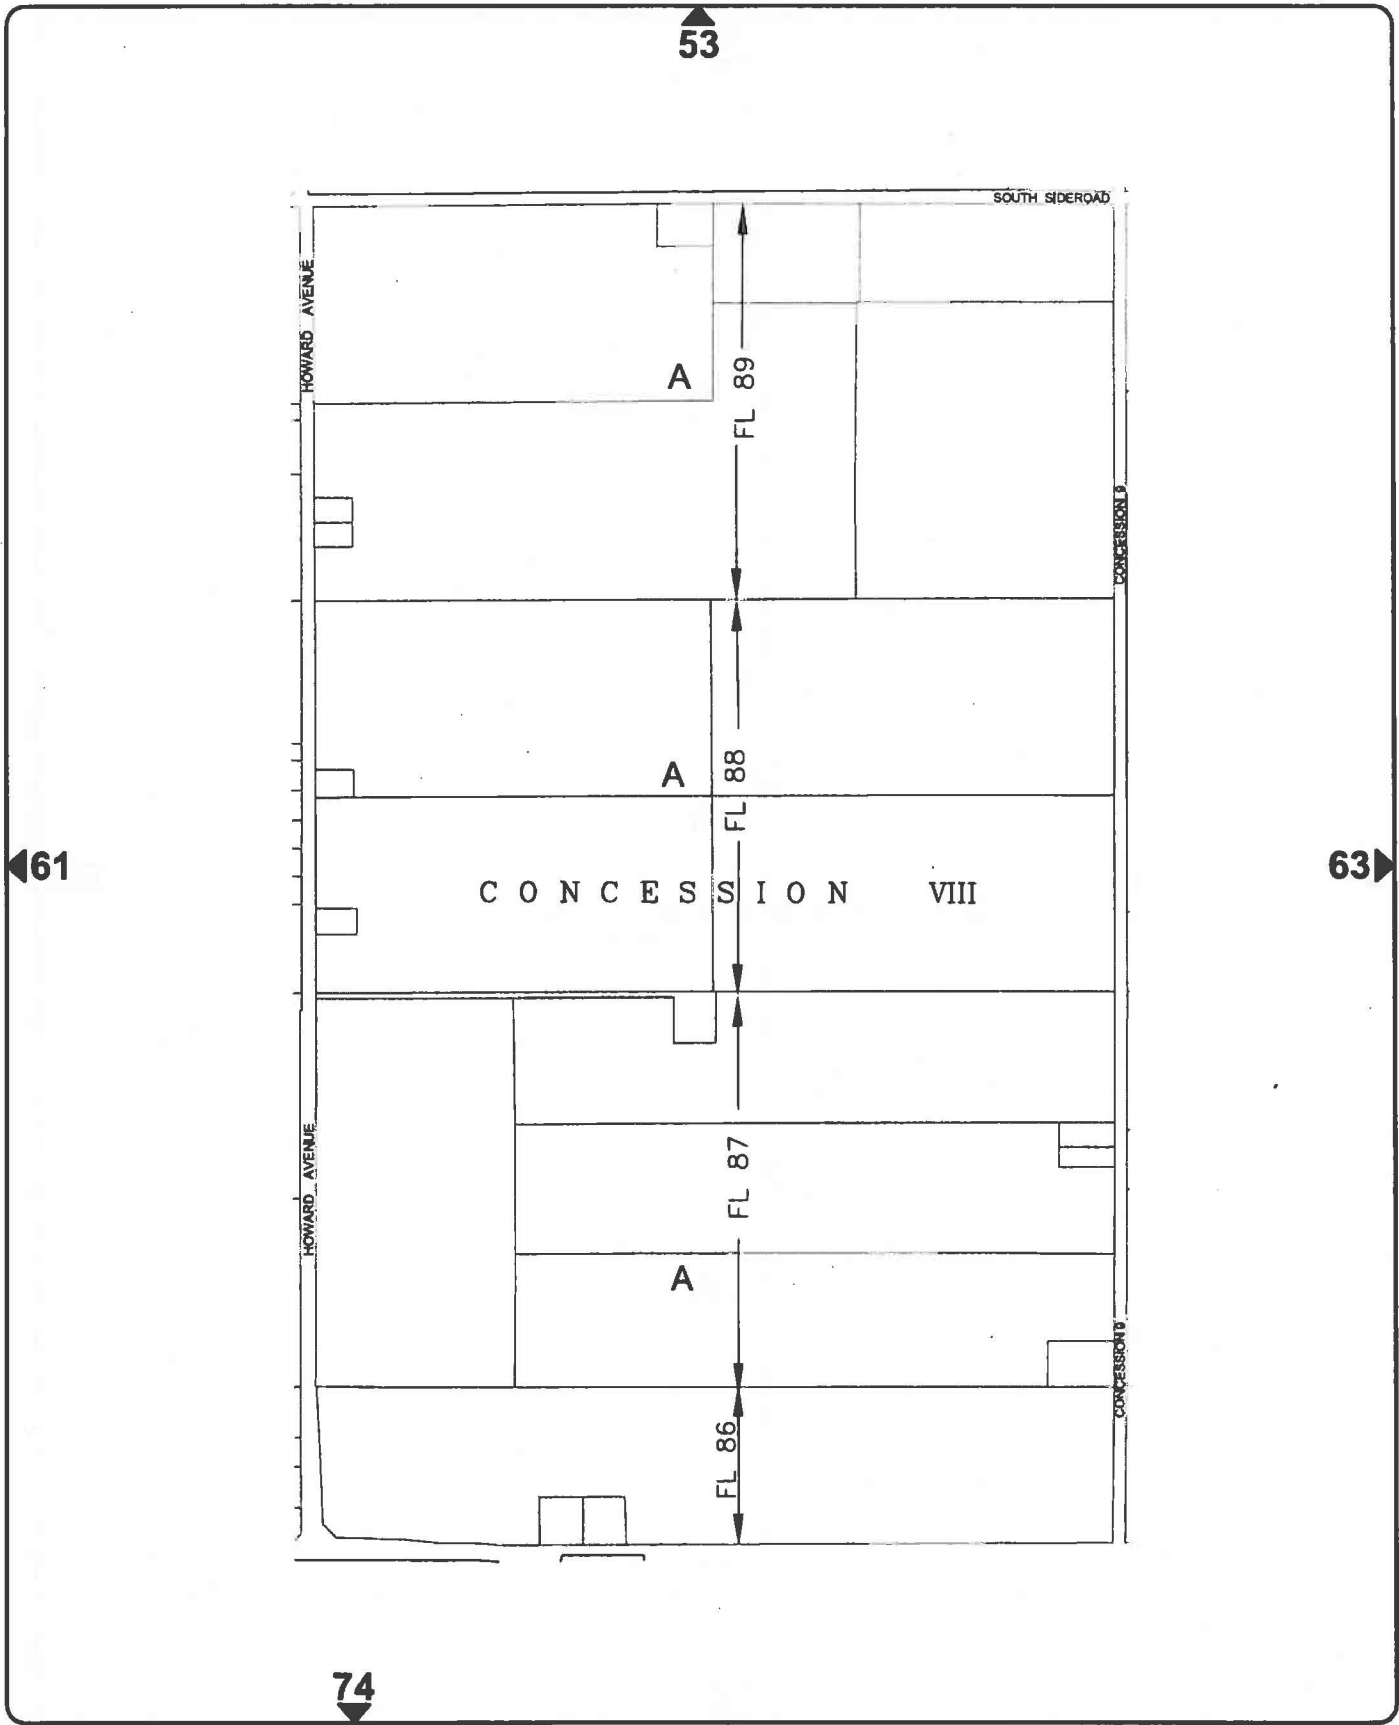 53
SOUTH SIDEROAD
HOWARD AVENUE
A
FL 89
CONCESSION 9
A
FL 88
61
63
CONCESSION VIII
HOWARD AVENUE
FL 87
A
CONCESSION 9
FL 86
74